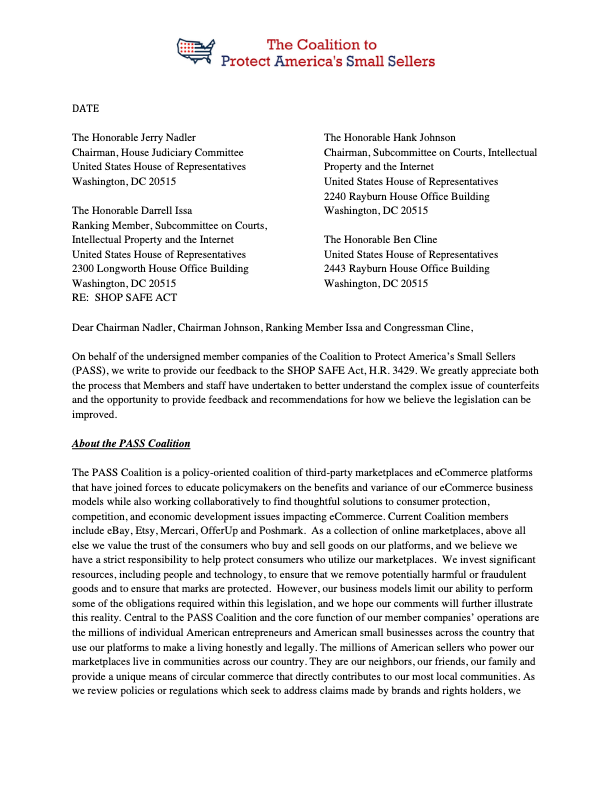 The Coalition to
Protect America's Small Sellers
DATE
The Honorable Jerry Nadler
Chairman, House Judiciary Committee
United States House of Representatives
Washington, DC 20515
The Honorable Darrell Issa
Ranking Member, Subcommittee on Courts,
Intellectual Property and the Internet
United States House of Representatives
2300 Longworth House Office Building
Washington, DC 20515
RE:  SHOP SAFE ACT
The Honorable Hank Johnson
Chairman, Subcommittee on Courts, Intellectual
Property and the Internet
United States House of Representatives
2240 Rayburn House Office Building
Washington, DC 20515
The Honorable Ben Cline
United States House of Representatives
2443 Rayburn House Office Building
Washington, DC 20515
Dear Chairman Nadler, Chairman Johnson, Ranking Member Issa and Congressman Cline,
On behalf of the undersigned member companies of the Coalition to Protect America's Small Sellers
(PASS), we write to provide our feedback to the SHOP SAFE Act, H.R. 3429. We greatly appreciate both
the process that Members and staff have undertaken to better understand the complex issue of counterfeits
and the opportunity to provide feedback and recommendations for how we believe the legislation can be
improved.
About the PASS Coalition
The PASS Coalition is a policy-oriented coalition of third-party marketplaces and eCommerce platforms
that have joined forces to educate policymakers on the benefits and variance of our eCommerce business
models while also working collaboratively to find thoughtful solutions to consumer protection,
competition, and economic development issues impacting eCommerce. Current Coalition members
include eBay, Etsy, Mercari, OfferUp and Poshmark.  As a collection of online marketplaces, above all
else we value the trust of the consumers who buy and sell goods on our platforms, and we believe we
have a strict responsibility to help protect consumers who utilize our marketplaces.  We invest significant
resources, including people and technology, to ensure that we remove potentially harmful or fraudulent
goods and to ensure that marks are protected.  However, our business models limit our ability to perform
some of the obligations required within this legislation, and we hope our comments will further illustrate
this reality. Central to the PASS Coalition and the core function of our member companies' operations are
the millions of individual American entrepreneurs and American small businesses across the country that
use our platforms to make a living honestly and legally. The millions of American sellers who power our
marketplaces live in communities across our country. They are our neighbors, our friends, our family and
provide a unique means of circular commerce that directly contributes to our most local communities. As
we review policies or regulations which seek to address claims made by brands and rights holders, we